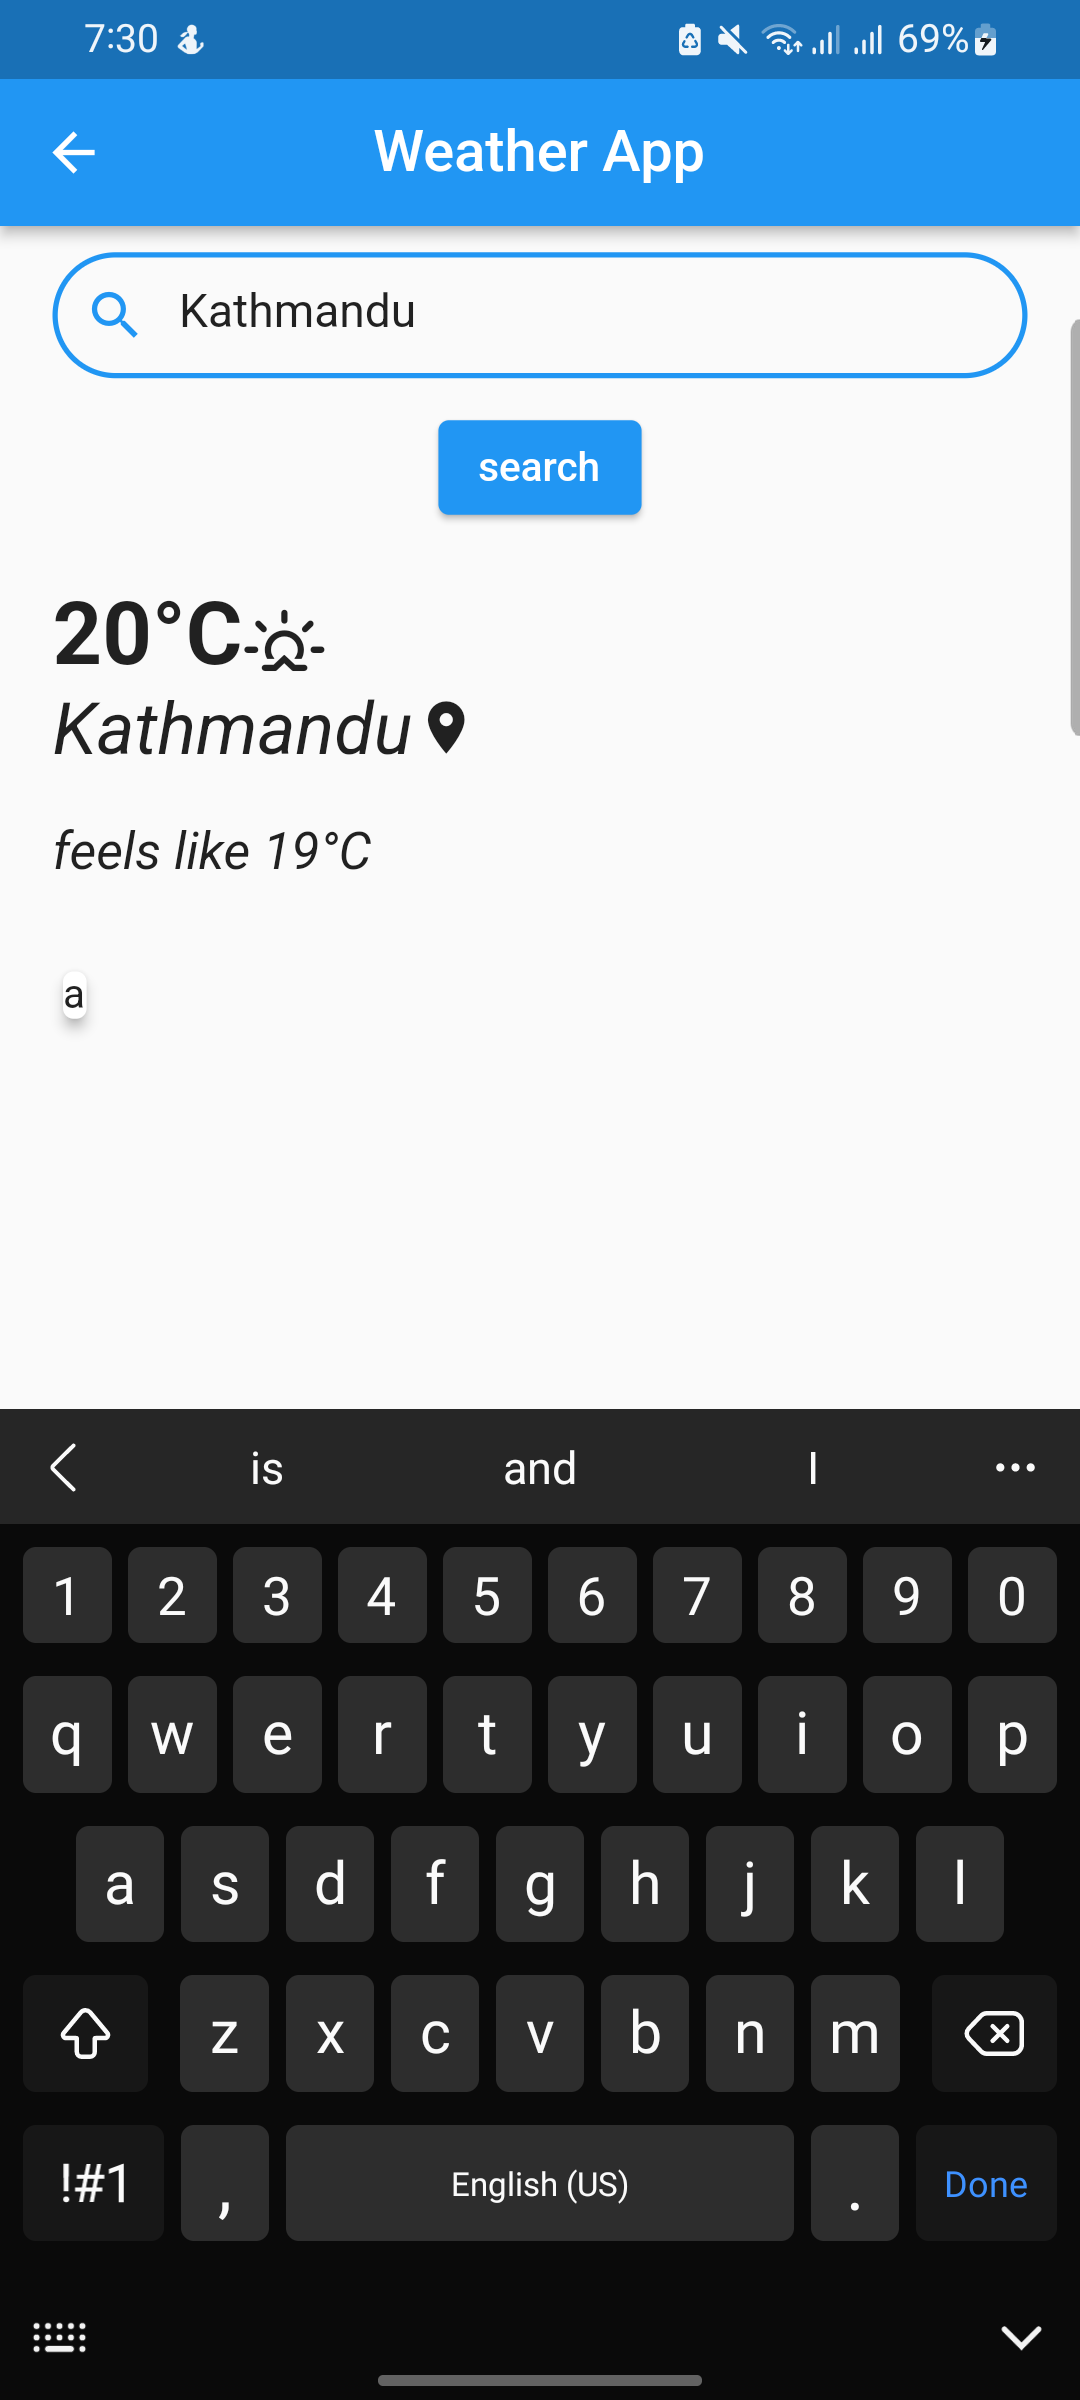 7:30 69%
Weather App
Kathmandu
search
20°C
Kathmandu
feels like 19°C
a
is and I
1 2 3 4 5 6 7 8 9 0
q w e r t y u i o p
a s d f g h j k l
z x c v b n m
!#1 , English (US) . Done